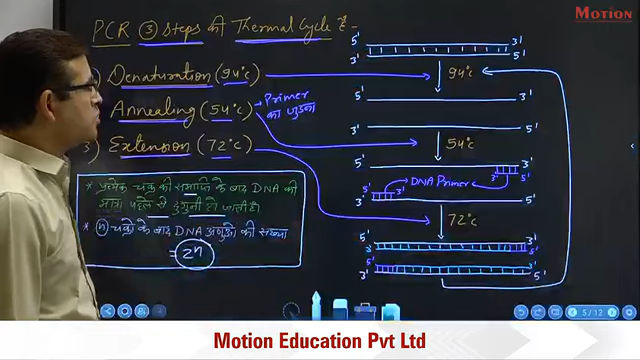 MOTION
PCR ③ Steps की Thermal Cycle है -
Denaturation (94°C)
Annealing (54°C) → Primer का जुड़ना
3) Extension (72°C)
* प्रत्येक चक्र की समाप्ति के बाद DNA की
मात्रा पहले से दुगुनी हो जाती है।
* n चक्रो के बाद DNA अणुओ की संख्या
= 2ⁿ
5' 3'
3' 5'
94°C
5' 3'
3' 5'
54°C
5' 3'
3' 5'
DNA Primer
5' 3'
3' 5'
72°C
5' 3'
3' 5'
5' 3'
3' 5'
5 / 12
Motion Education Pvt Ltd